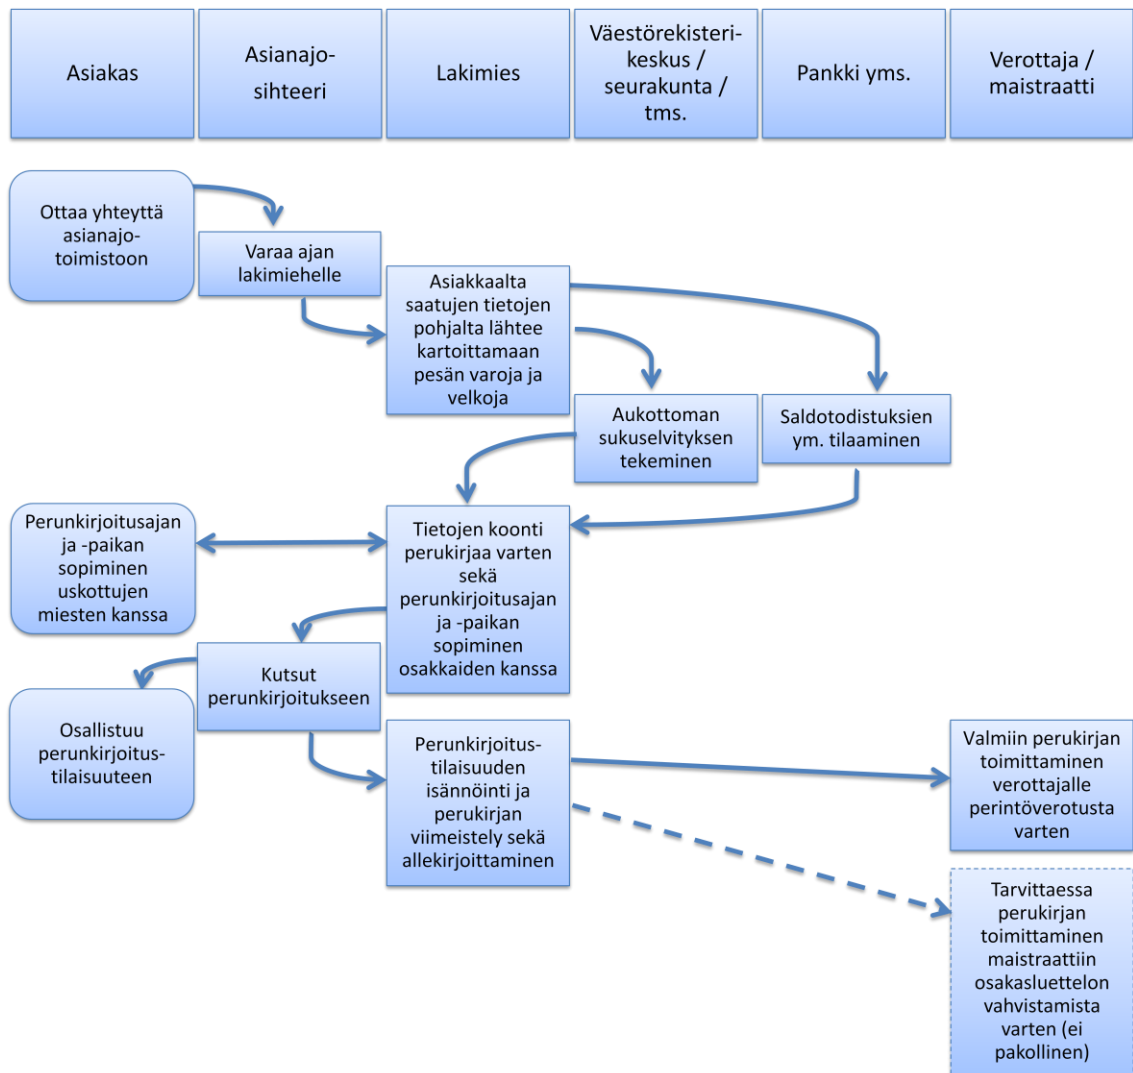 Asiakas
Asianajo-
sihteeri
Lakimies
Väestörekisteri-
keskus /
seurakunta /
tms.
Pankki yms.
Verottaja /
maistraatti
Ottaa yhteyttä
asianajo-
toimistoon
Varaa ajan
lakimiehelle
Asiakkaalta
saatujen tietojen
pohjalta lähtee
kartoittamaan
pesän varoja ja
velkoja
Aukottoman
sukuselvityksen
tekeminen
Saldotodistuksien
ym. tilaaminen
Perunkirjoitusajan
ja -paikan
sopiminen
uskottujen
miesten kanssa
Tietojen koonti
perukirjaa varten
sekä
perunkirjoitusajan
ja -paikan
sopiminen
osakkaiden kanssa
Kutsut
perunkirjoitukseen
Osallistuu
perunkirjoitus-
tilaisuuteen
Perunkirjoitus-
tilaisuuden
isännöinti ja
perukirjan
viimeistely sekä
allekirjoittaminen
Valmiin perukirjan
toimittaminen
verottajalle
perintöverotusta
varten
Tarvittaessa
perukirjan
toimittaminen
maistraattiin
osakasluettelon
vahvistamista
varten (ei
pakollinen)